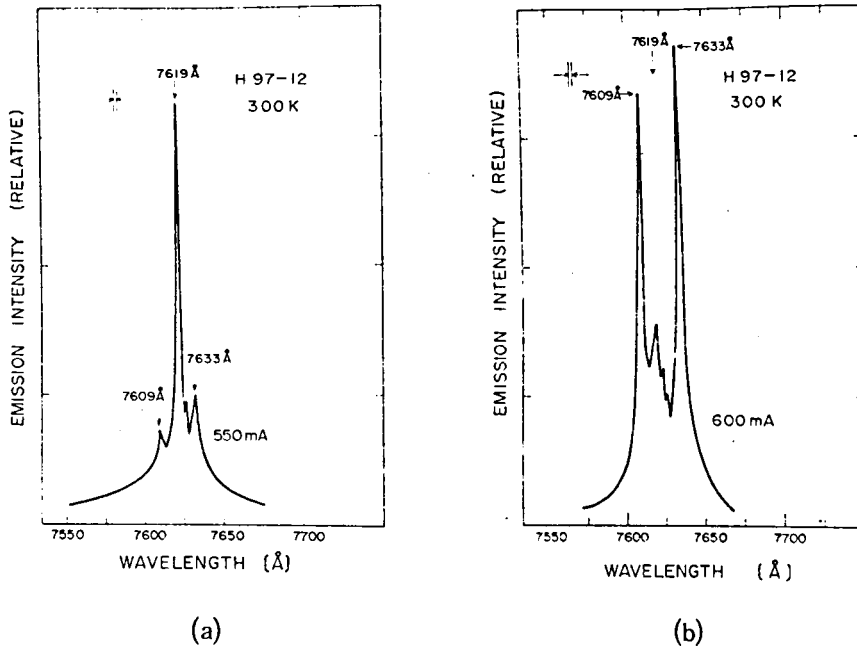 EMISSION INTENSITY (RELATIVE)
7619Å
H 97-12
300 K
7633Å
7609Å
550mA
7550 7600 7650 7700
WAVELENGTH (Å)
(a)
EMISSION INTENSITY (RELATIVE)
7619Å
7633Å
H 97-12
7609Å
300 K
600mA
7550 7600 7650 7700
WAVELENGTH (Å)
(b)